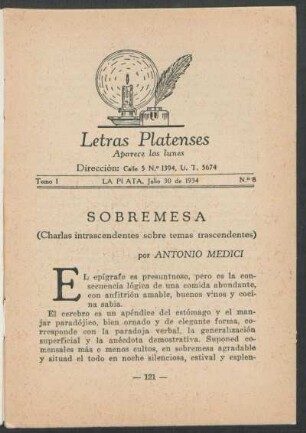 Letras Platenses
Aparece los lunes
Dirección: Calle 5 N.º 1394, U. T. 3674
Tomo I LA PLATA, Julio 30 de 1934 N.º 8
SOBREMESA
(Charlas intrascendentes sobre temas trascendentes)
por ANTONIO MEDICI
EL epígrafe es presuntuoso, pero es la con-
secuencia lógica de una comida abundante,
con anfitrión amable, buenos vinos y coci-
na sabia.
El cerebro es un apéndice del estómago y el man-
jar paradójico, bien ornado y de elegante forma, co-
rresponde con la paradoja verbal, la generalización
superficial y la anécdota demostrativa. Suponed co-
mensales más o menos cultos, en sobremesa agradable
y situad el todo en noche silenciosa, estival y esplen-
— 121 —